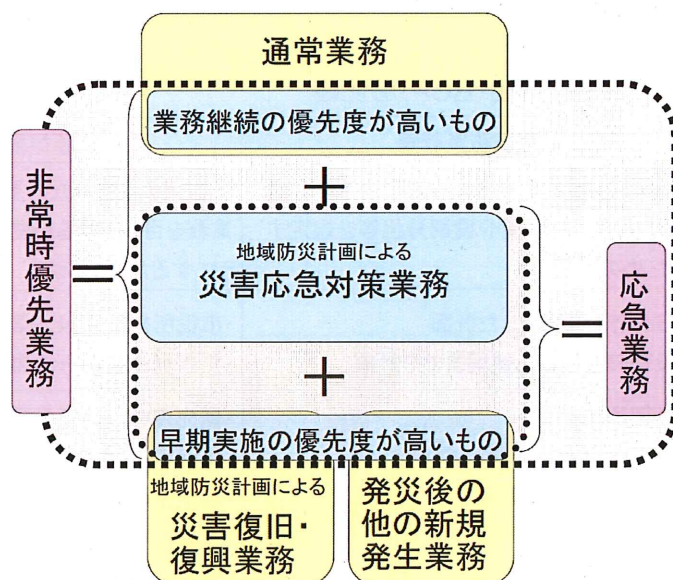 通常業務
業務継続の優先度が高いもの
＋
非常時優先業務
＝
地域防災計画による
災害応急対策業務
＝
応急業務
＋
早期実施の優先度が高いもの
地域防災計画による
災害復旧・
復興業務
発災後の
他の新規
発生業務